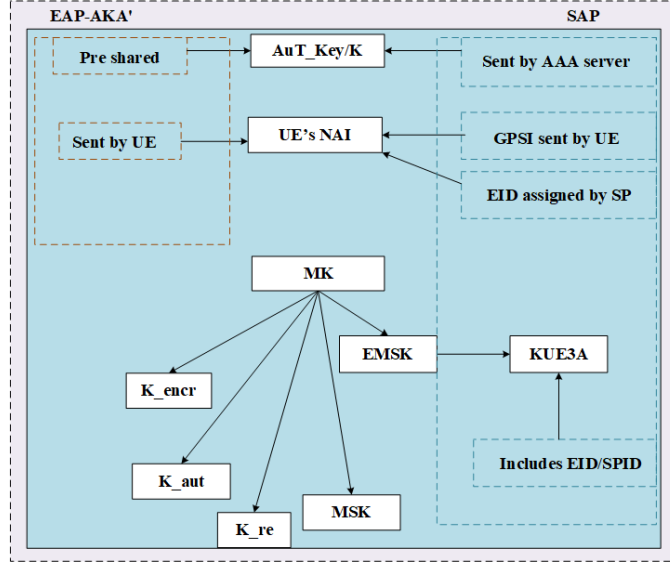 EAP-AKA'
SAP
Pre shared
AuT_Key/K
Sent by AAA server
Sent by UE
UE's NAI
GPSI sent by UE
EID assigned by SP
MK
EMSK
KUE3A
K_encr
K_aut
Includes EID/SPID
MSK
K_re